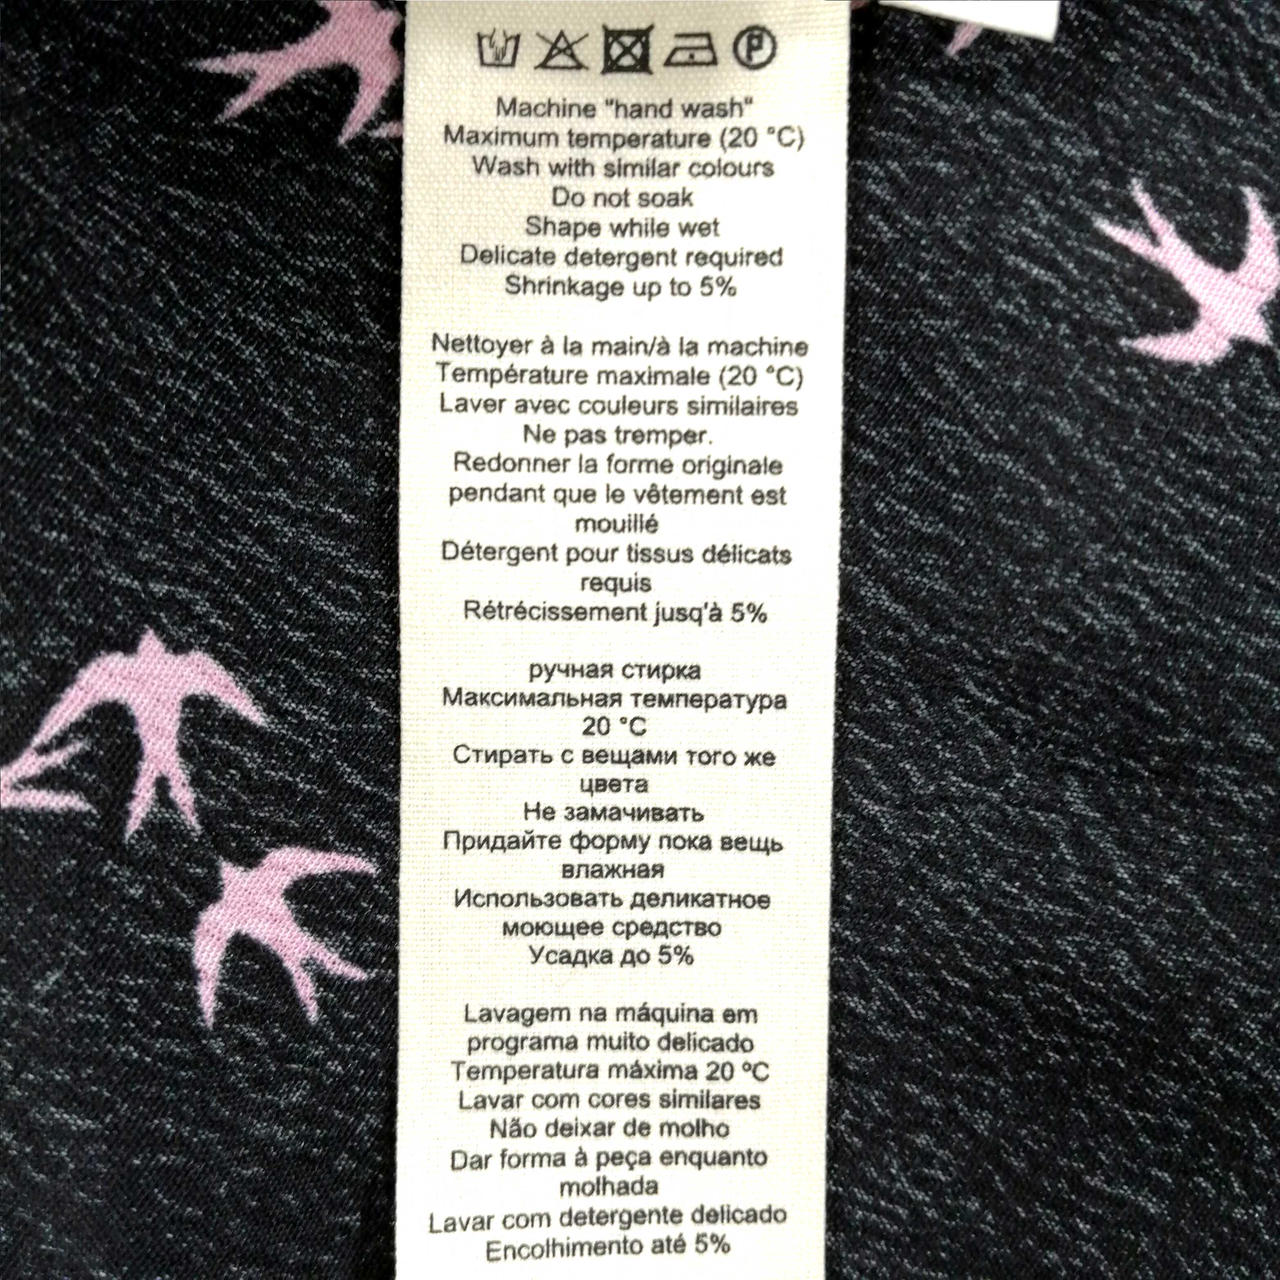 P
Machine "hand wash"
Maximum temperature (20 °C)
Wash with similar colours
Do not soak
Shape while wet
Delicate detergent required
Shrinkage up to 5%
Nettoyer à la main/à la machine
Température maximale (20 °C)
Laver avec couleurs similaires
Ne pas tremper.
Redonner la forme originale
pendant que le vêtement est
mouillé
Détergent pour tissus délicats
requis
Rétrécissement jusq'à 5%
ручная стирка
Максимальная температура
20 °C
Стирать с вещами того же
цвета
Не замачивать
Придайте форму пока вещь
влажная
Использовать деликатное
моющее средство
Усадка до 5%
Lavagem na máquina em
programa muito delicado
Temperatura máxima 20 ºC
Lavar com cores similares
Não deixar de molho
Dar forma à peça enquanto
molhada
Lavar com detergente delicado
Encolhimento até 5%